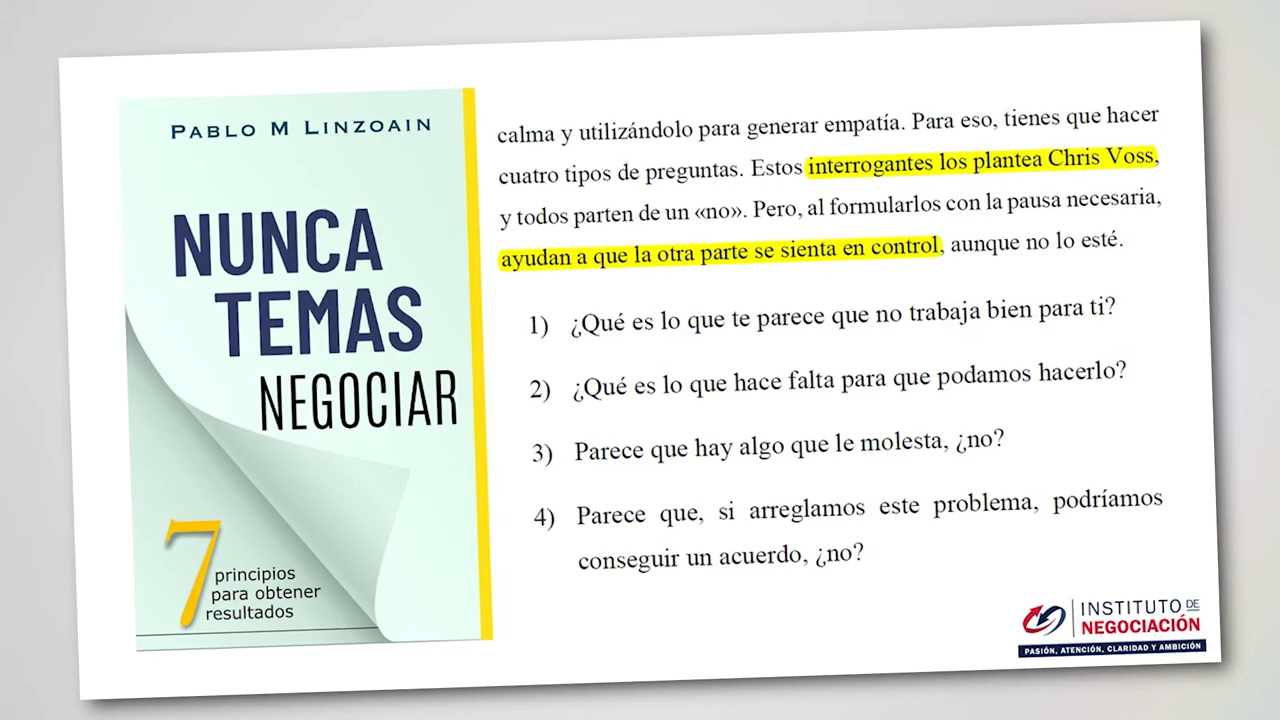 PABLO M LINZOAIN
NUNCA
TEMAS
NEGOCIAR
7
principios
para obtener
resultados
calma y utilizándolo para generar empatía. Para eso, tienes que hacer
cuatro tipos de preguntas. Estos interrogantes los plantea Chris Voss,
y todos parten de un «no». Pero, al formularlos con la pausa necesaria,
ayudan a que la otra parte se sienta en control, aunque no lo esté.
1) ¿Qué es lo que te parece que no trabaja bien para ti?
2) ¿Qué es lo que hace falta para que podamos hacerlo?
3) Parece que hay algo que le molesta, ¿no?
4) Parece que, si arreglamos este problema, podríamos
conseguir un acuerdo, ¿no?
INSTITUTO DE
NEGOCIACIÓN
PASIÓN, ATENCIÓN, CLARIDAD Y AMBICIÓN